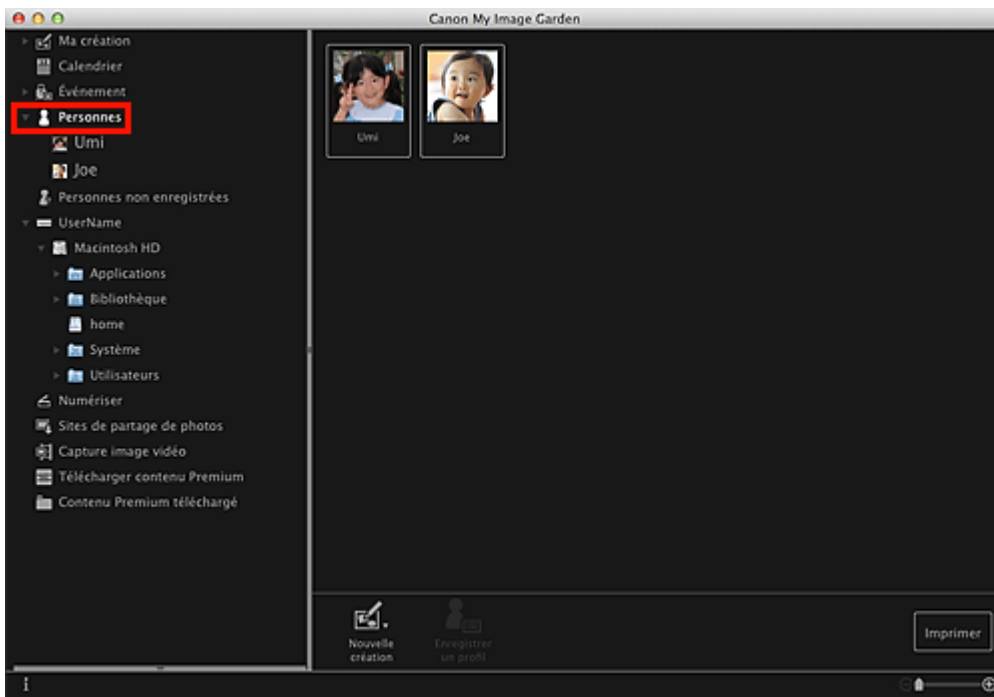 Canon My Image Garden
Ma création
Calendrier
Événement
Personnes
Umi
Joe
Personnes non enregistrées
UserName
Macintosh HD
Applications
Bibliothèque
home
Système
Utilisateurs
Numériser
Sites de partage de photos
Capture image vidéo
Télécharger contenu Premium
Contenu Premium téléchargé
Umi
Joe
Nouvelle
création
Enregistrer
un profil
Imprimer